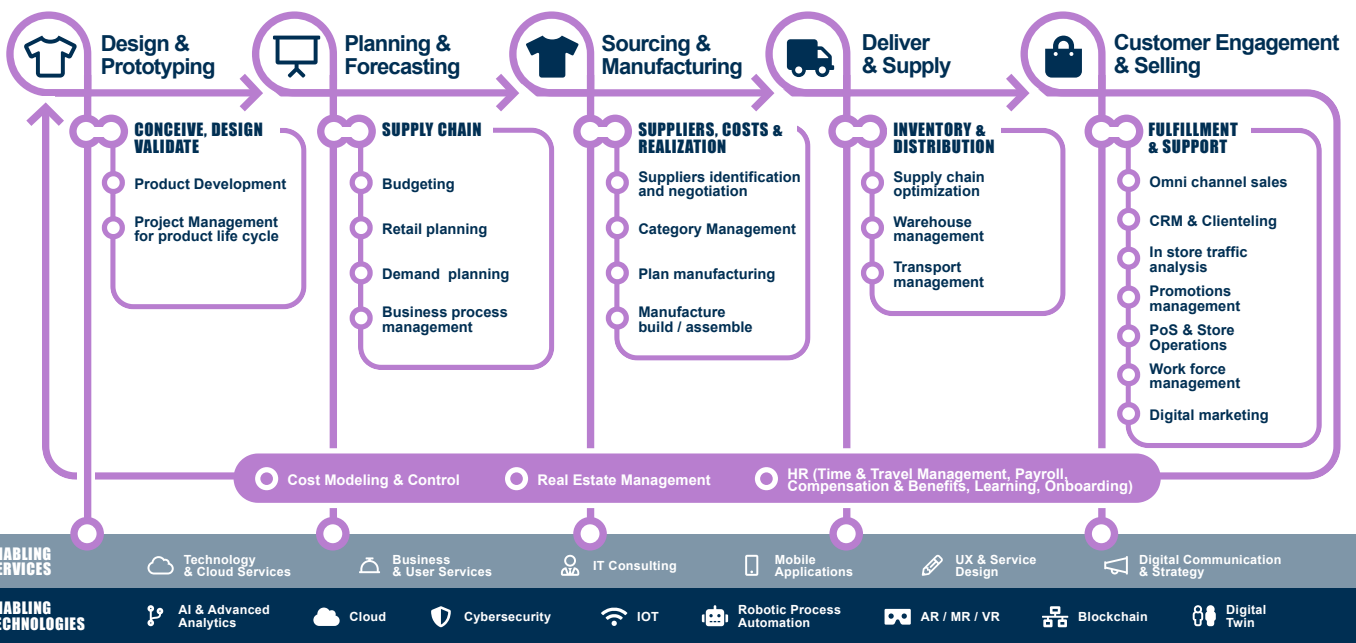 Design &
Prototyping
Planning &
Forecasting
Sourcing &
Manufacturing
Deliver
& Supply
Customer Engagement
& Selling
CONCEIVE, DESIGN
VALIDATE
Product Development
Project Management
for product life cycle
SUPPLY CHAIN
Budgeting
Retail planning
Demand planning
Business process
management
SUPPLIERS, COSTS &
REALIZATION
Suppliers identification
and negotiation
Category Management
Plan manufacturing
Manufacture
build / assemble
INVENTORY &
DISTRIBUTION
Supply chain
optimization
Warehouse
management
Transport
management
FULFILLMENT
& SUPPORT
Omni channel sales
CRM & Clienteling
In store traffic
analysis
Promotions
management
PoS & Store
Operations
Work force
management
Digital marketing
Cost Modeling & Control
Real Estate Management
HR (Time & Travel Management, Payroll,
Compensation & Benefits, Learning, Onboarding)
NABLING
ERVICES
Technology
& Cloud Services
Business
& User Services
IT Consulting
Mobile
Applications
UX & Service
Design
Digital Communication
& Strategy
NABLING
ECHNOLOGIES
AI & Advanced
Analytics
Cloud
Cybersecurity
IOT
Robotic Process
Automation
AR / MR / VR
Blockchain
Digital
Twin